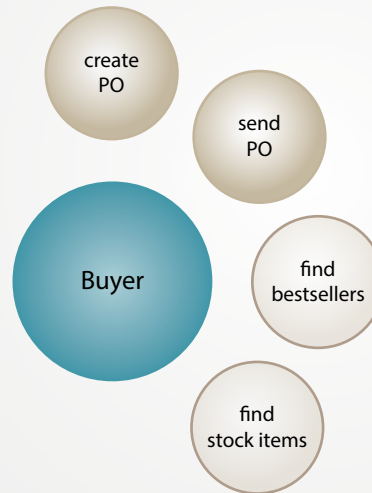 create
PO
send
PO
Buyer
find
bestsellers
find
stock items